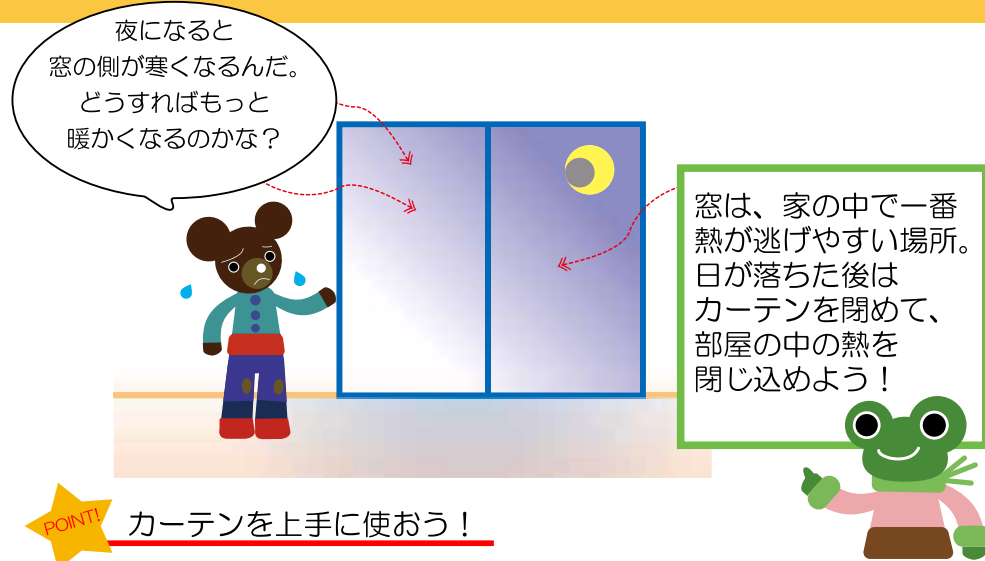 夜になると
窓の側が寒くなるんだ。
どうすればもっと
暖かくなるのかな？
窓は、家の中で一番
熱が逃げやすい場所。
日が落ちた後は
カーテンを閉めて、
部屋の中の熱を
閉じ込めよう！
POINT!
カーテンを上手に使おう！